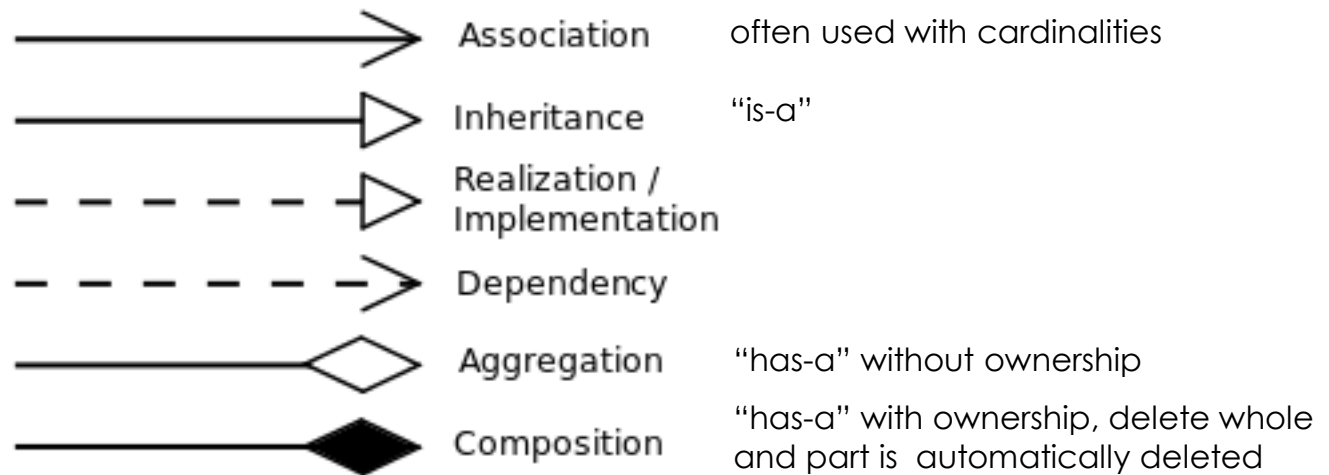 Association often used with cardinalities
Inheritance “is-a”
Realization /
Implementation
Dependency
Aggregation “has-a” without ownership
Composition “has-a” with ownership, delete whole
and part is automatically deleted